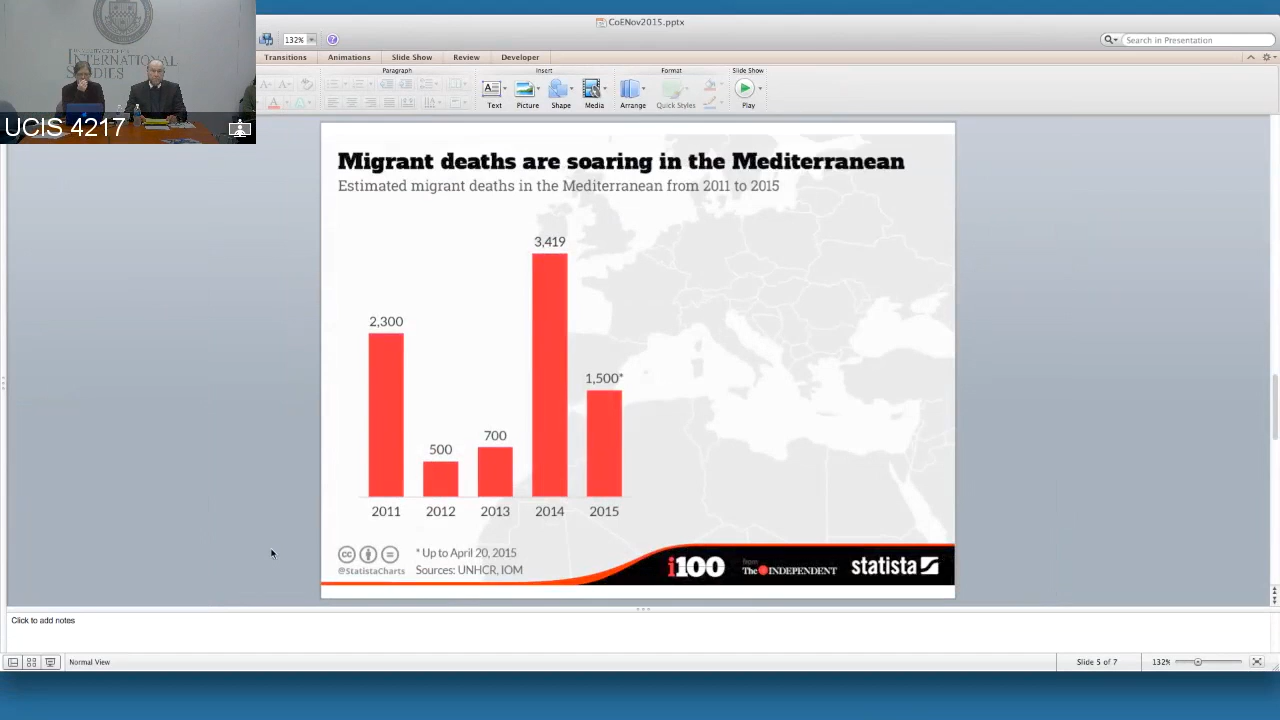 CoENov2015.pptx
INTERNATIONAL
STUDIES
UCIS 4217
132%
Search in Presentation
Transitions
Animations
Slide Show
Review
Developer
Paragraph
Insert
Format
Slide Show
Text
Picture
Shape
Media
Arrange
Quick Styles
Play
Migrant deaths are soaring in the Mediterranean
Estimated migrant deaths in the Mediterranean from 2011 to 2015
3,419
2,300
1,500*
700
500
2011
2012
2013
2014
2015
* Up to April 20, 2015
@StatistaCharts
Sources: UNHCR, IOM
i100
from The INDEPENDENT
statista
Click to add notes
Normal View
Slide 5 of 7
132%